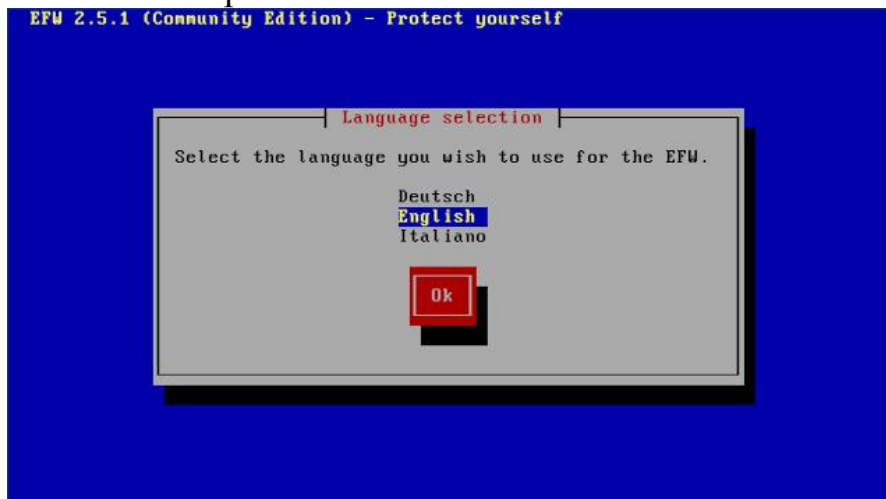 EFW 2.5.1 (Community Edition) - Protect yourself
Language selection
Select the language you wish to use for the EFW.
Deutsch
English
Italiano
Ok